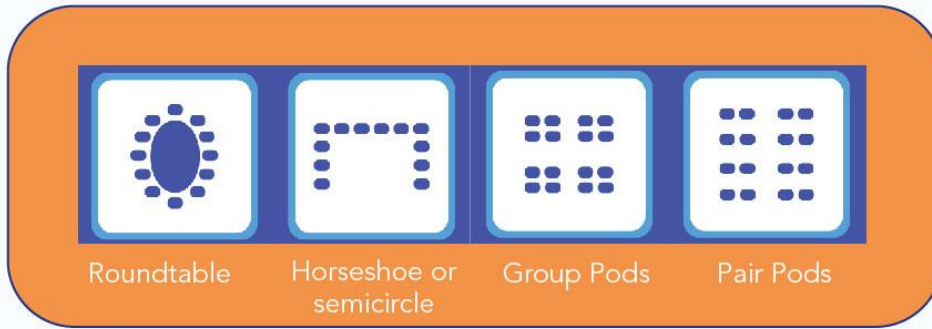 Roundtable
Horseshoe or
semicircle
Group Pods
Pair Pods